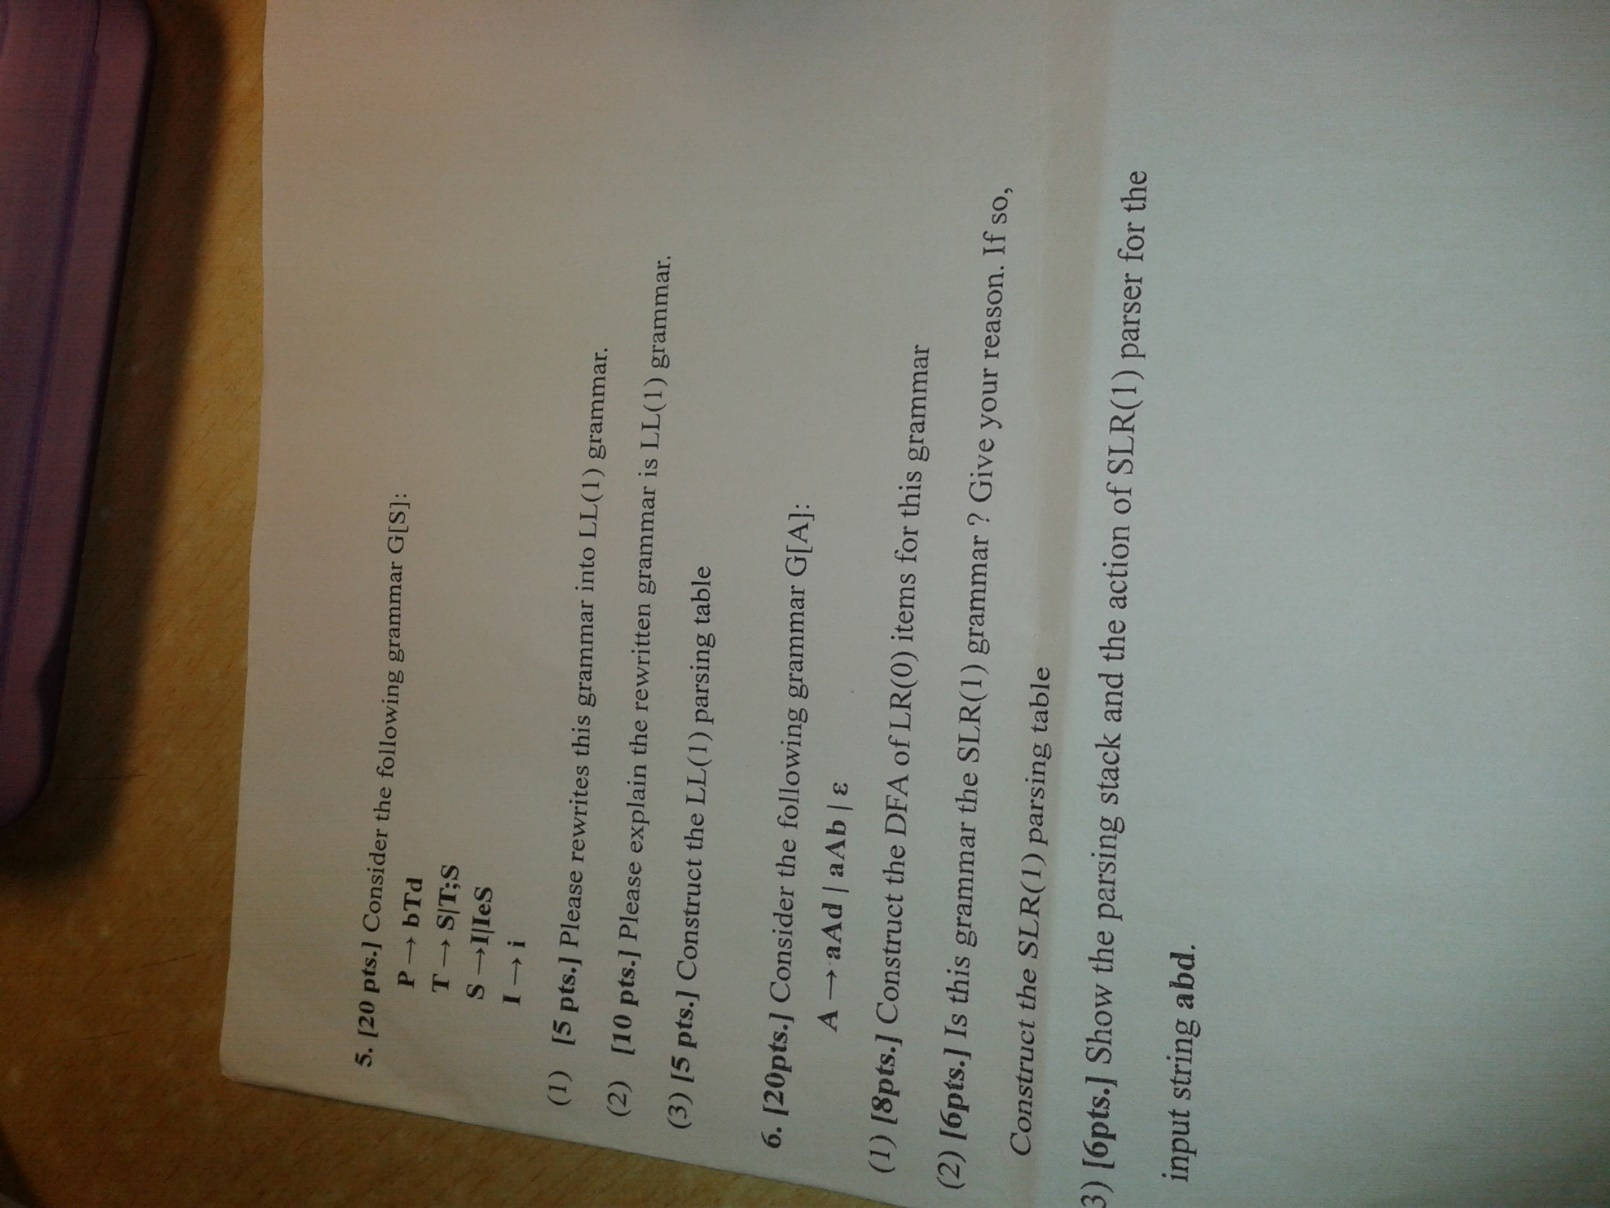 5. [20 pts.] Consider the following grammar G[S]:
P → bTd
T → S|T;S
S →I|IeS
I → i
(1) [5 pts.] Please rewrites this grammar into LL(1) grammar.
(2) [10 pts.] Please explain the rewritten grammar is LL(1) grammar.
(3) [5 pts.] Construct the LL(1) parsing table
6. [20pts.] Consider the following grammar G[A]:
A → aAd | aAb | ε
(1) [8pts.] Construct the DFA of LR(0) items for this grammar
(2) [6pts.] Is this grammar the SLR(1) grammar ? Give your reason. If so,
Construct the SLR(1) parsing table
3) [6pts.] Show the parsing stack and the action of SLR(1) parser for the
input string abd.